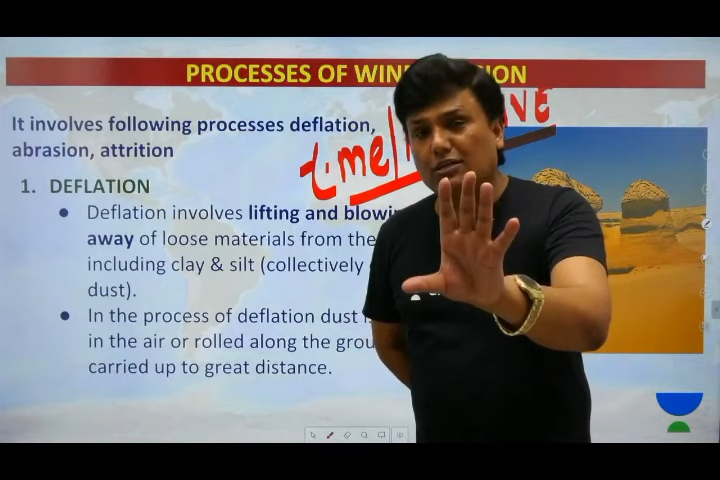 PROCESSES OF WIN
It involves following processes deflation,
abrasion, attrition
time
1. DEFLATION
● Deflation involves lifting and blowin
away of loose materials from the
including clay & silt (collectively
dust).
● In the process of deflation dust
in the air or rolled along the grou
carried up to great distance.